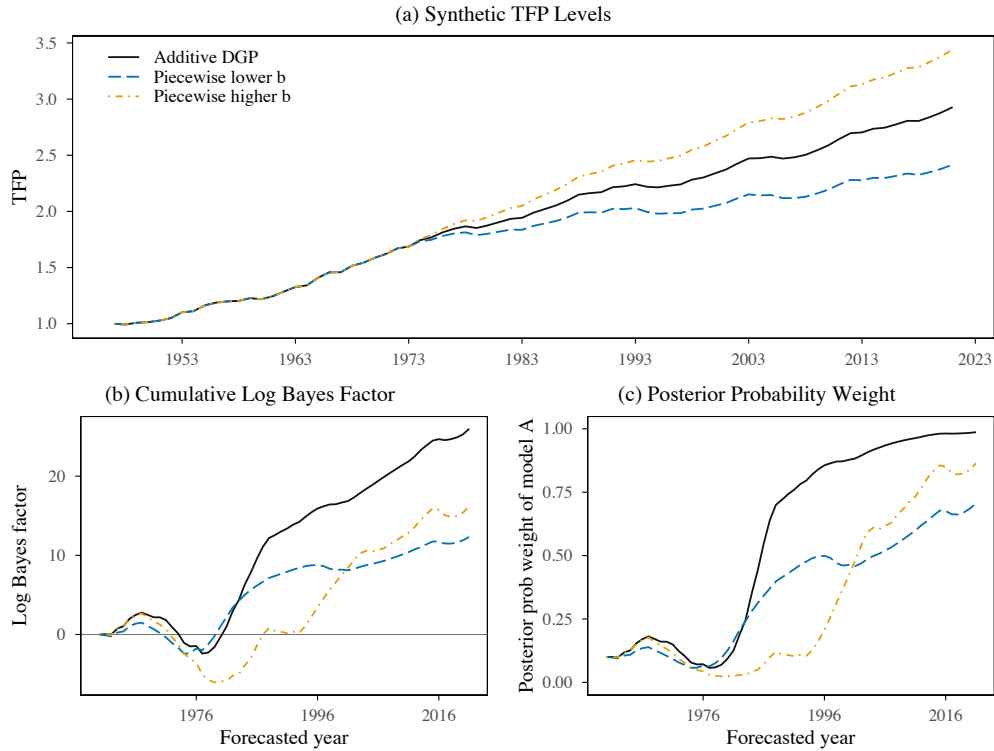 (a) Synthetic TFP Levels
TFP
3.5
3.0
2.5
2.0
1.5
1.0
Additive DGP
Piecewise lower b
Piecewise higher b
1953 1963 1973 1983 1993 2003 2013 2023
(b) Cumulative Log Bayes Factor
Log Bayes factor
20
10
0
1976 1996 2016
Forecasted year
(c) Posterior Probability Weight
Posterior prob weight of model A
1.00
0.75
0.50
0.25
0.00
1976 1996 2016
Forecasted year